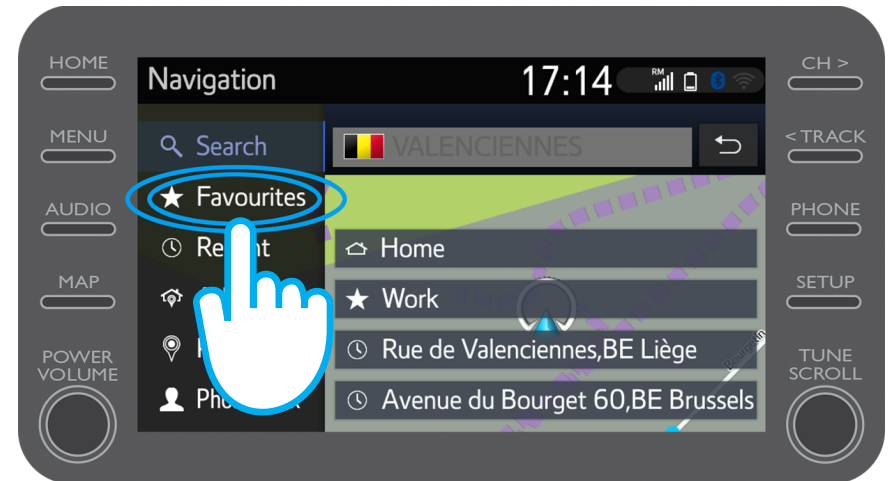 HOME
MENU
AUDIO
MAP
POWER
VOLUME
Navigation
17:14
RM
Search
Favourites
VALENCIENNES
Home
Work
Rue de Valenciennes,BE Liège
Avenue du Bourget 60,BE Brussels
CH >
< TRACK
PHONE
SETUP
TUNE
SCROLL